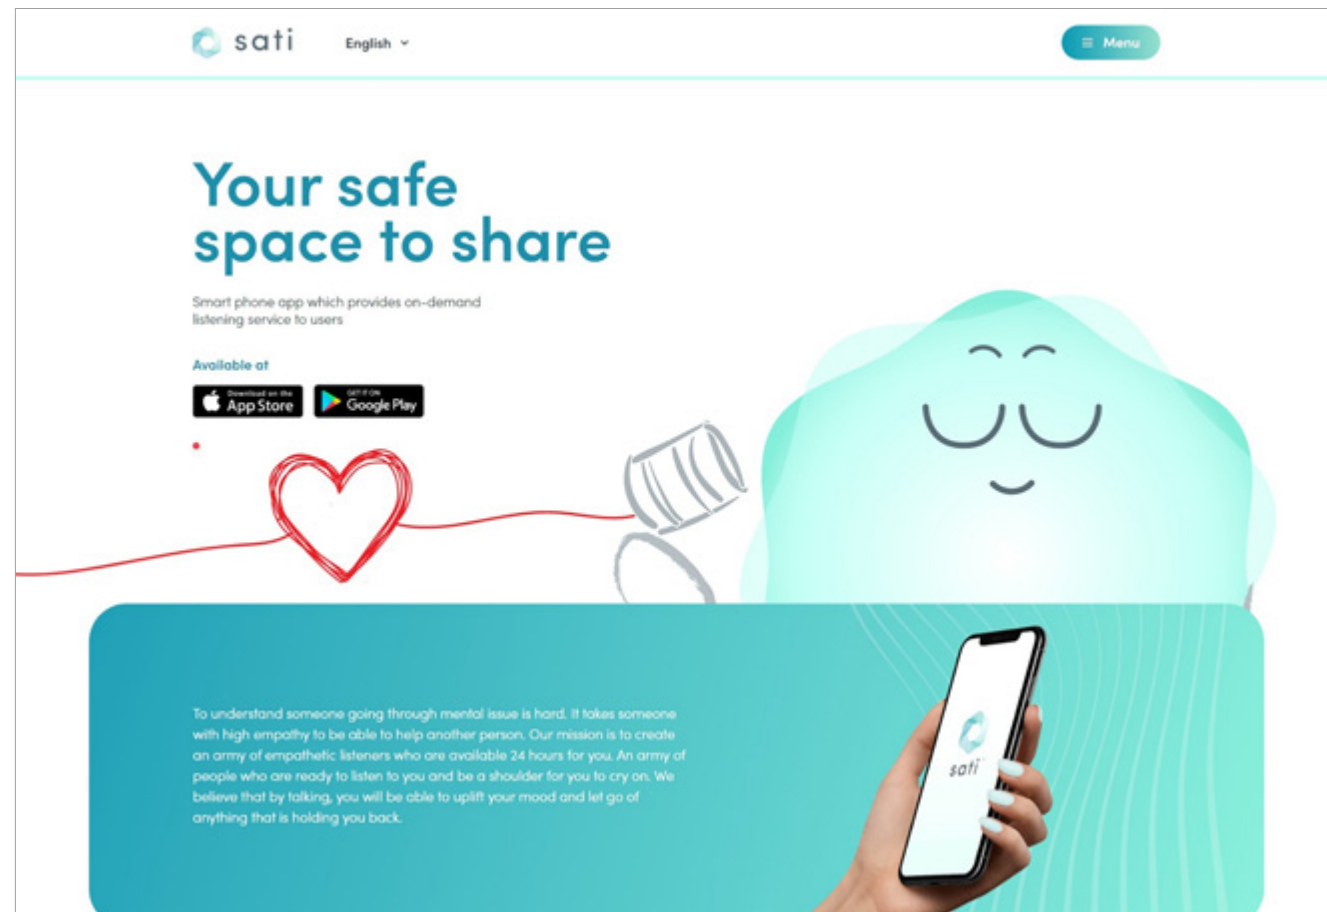 sati
English
Menu
Your safe
space to share
Smart phone app which provides on-demand
listening service to users
Available at
Download on the
App Store
GET IT ON
Google Play
To understand someone going through mental issue is hard. It takes someone
with high empathy to be able to help another person. Our mission is to create
an army of empathetic listeners who are available 24 hours for you. An army of
people who are ready to listen to you and be a shoulder for you to cry on. We
believe that by talking, you will be able to uplift your mood and let go of
anything that is holding you back.
sati